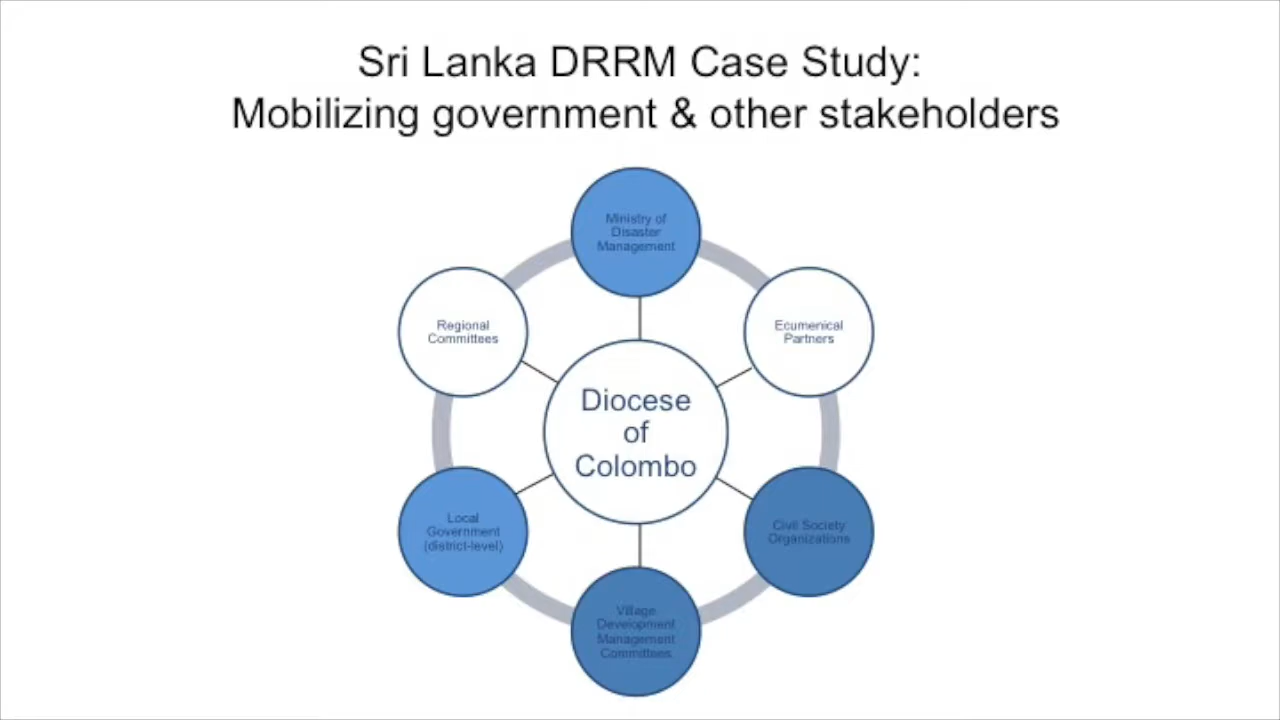 Sri Lanka DRRM Case Study:
Mobilizing government & other stakeholders
Ministry of
Disaster
Management
Regional
Committees
Ecumenical
Partners
Diocese
of
Colombo
Local
Government
(district-level)
Civil Society
Organizations
Village
Development
Management
Committees